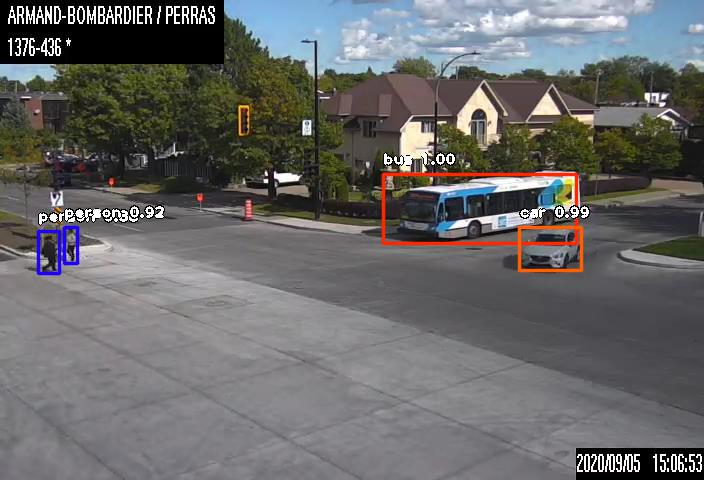 ARMAND-BOMBARDIER / PERRAS
1376-436 *
bus 1.00
person 0.92
car 0.99
2020/09/05 15:06:53